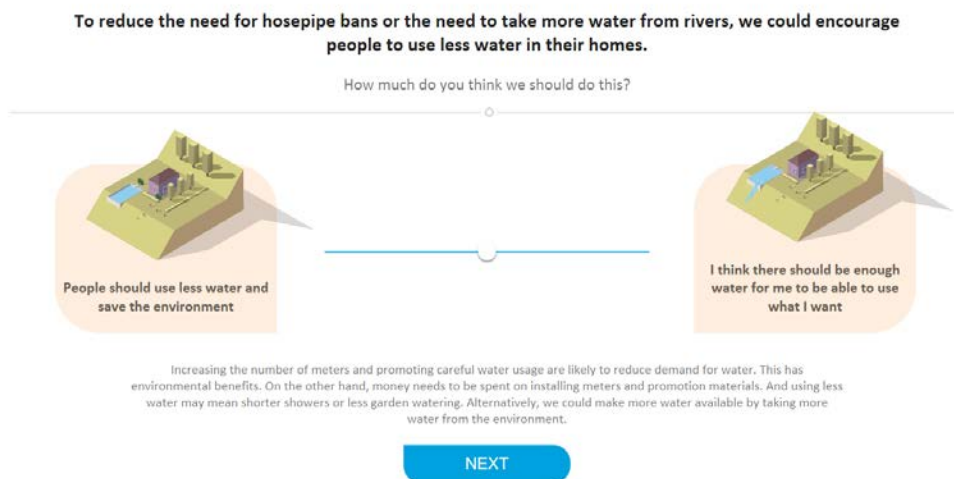 To reduce the need for hosepipe bans or the need to take more water from rivers, we could encourage
people to use less water in their homes.
How much do you think we should do this?
People should use less water and
save the environment
I think there should be enough
water for me to be able to use
what I want
Increasing the number of meters and promoting careful water usage are likely to reduce demand for water. This has
environmental benefits. On the other hand, money needs to be spent on installing meters and promotion materials. And using less
water may mean shorter showers or less garden watering. Alternatively, we could make more water available by taking more
water from the environment.
NEXT